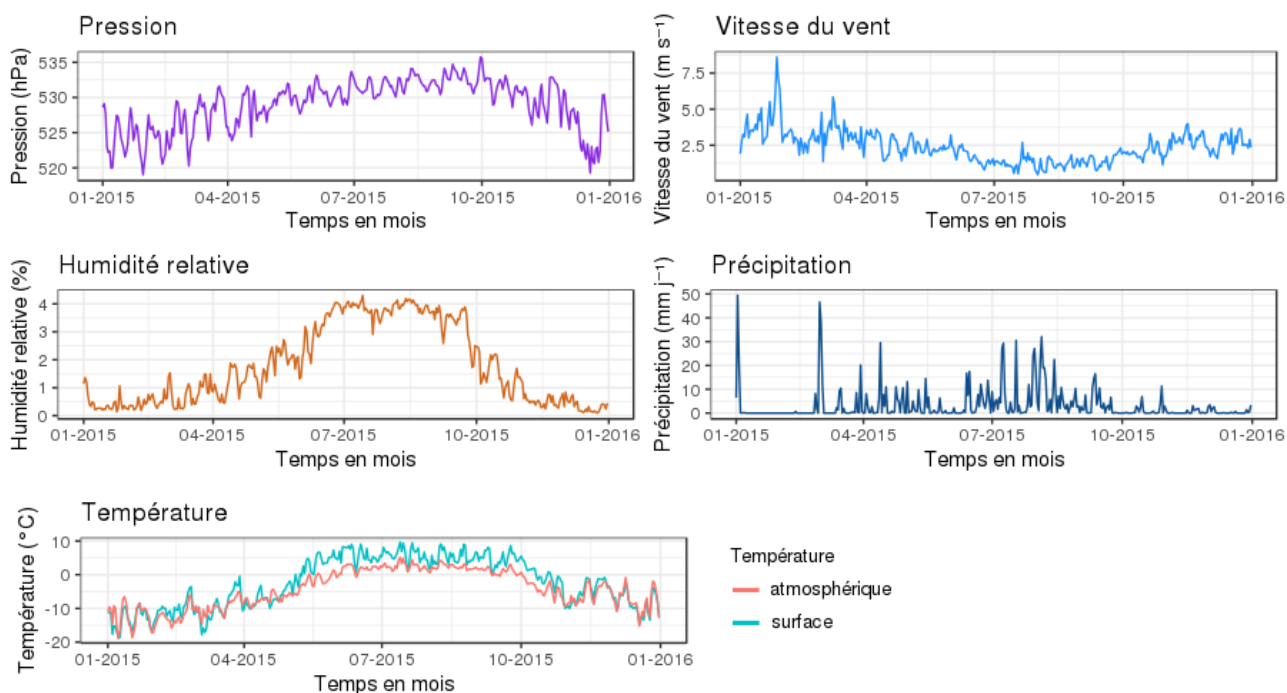 Pression
Pression (hPa)
535
530
525
520
01-2015
04-2015
07-2015
10-2015
01-2016
Temps en mois
Vitesse du vent
Vitesse du vent (m s⁻¹)
7.5
5.0
2.5
01-2015
04-2015
07-2015
10-2015
01-2016
Temps en mois
Humidité relative
Humidité relative (%)
4
3
2
1
0
01-2015
04-2015
07-2015
10-2015
01-2016
Temps en mois
Précipitation
Précipitation (mm j⁻¹)
50
40
30
20
10
0
01-2015
04-2015
07-2015
10-2015
01-2016
Temps en mois
Température
Température (°C)
10
0
-10
-20
01-2015
04-2015
07-2015
10-2015
01-2016
Temps en mois
Température
atmosphérique
surface